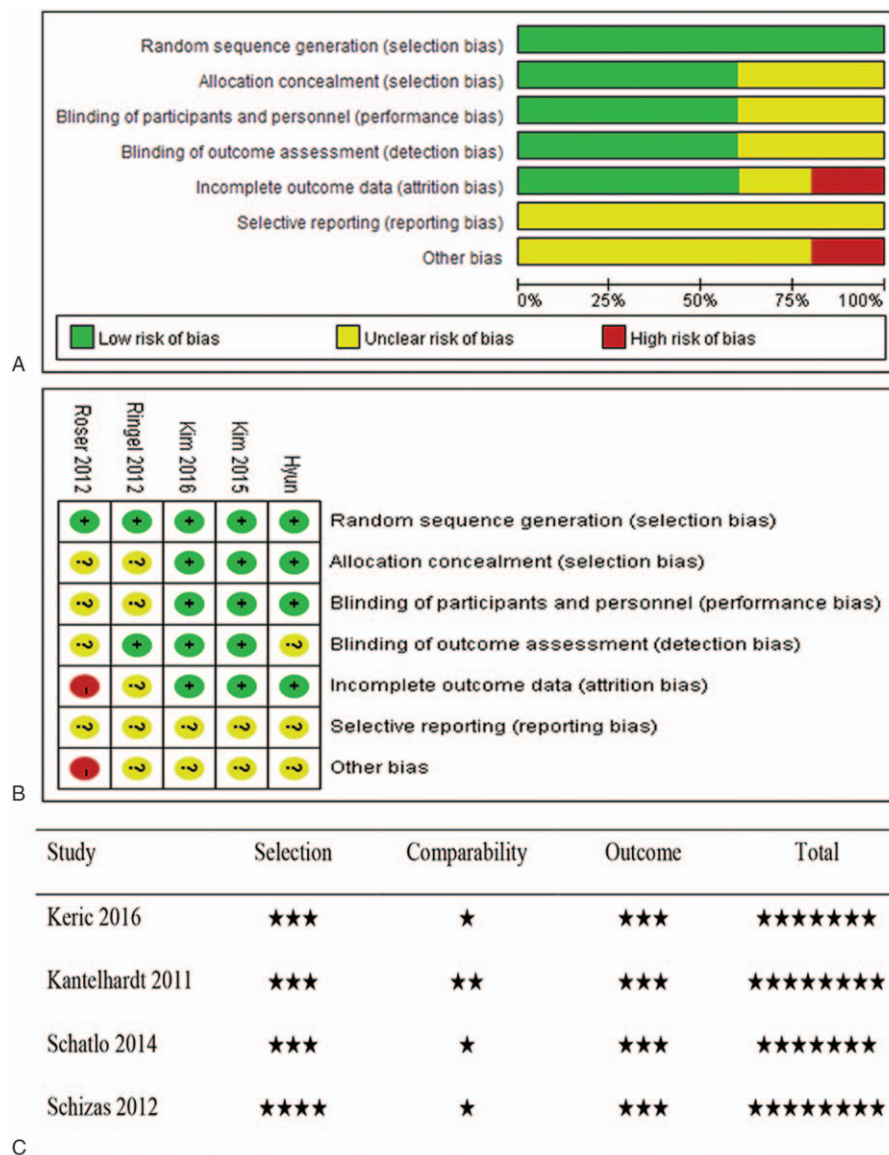 Random sequence generation (selection bias)
Allocation concealment (selection bias)
Blinding of participants and personnel (performance bias)
Blinding of outcome assessment (detection bias)
Incomplete outcome data (attrition bias)
Selective reporting (reporting bias)
Other bias
0% 25% 50% 75% 100%
Low risk of bias Unclear risk of bias High risk of bias
A
Roser 2012 Ringel 2012 Kim 2016 Kim 2015 Hyun
+ + + + + Random sequence generation (selection bias)
? ? + + + Allocation concealment (selection bias)
? ? + + + Blinding of participants and personnel (performance bias)
? + + + ? Blinding of outcome assessment (detection bias)
- ? + + + Incomplete outcome data (attrition bias)
? ? ? ? ? Selective reporting (reporting bias)
- ? ? ? ? Other bias
B
Study Selection Comparability Outcome Total
Keric 2016 ★★★ ★ ★★★ ★★★★★★★
Kantelhardt 2011 ★★★ ★★ ★★★ ★★★★★★★★
Schatlo 2014 ★★★ ★ ★★★ ★★★★★★★
Schizas 2012 ★★★★ ★ ★★★ ★★★★★★★★
C